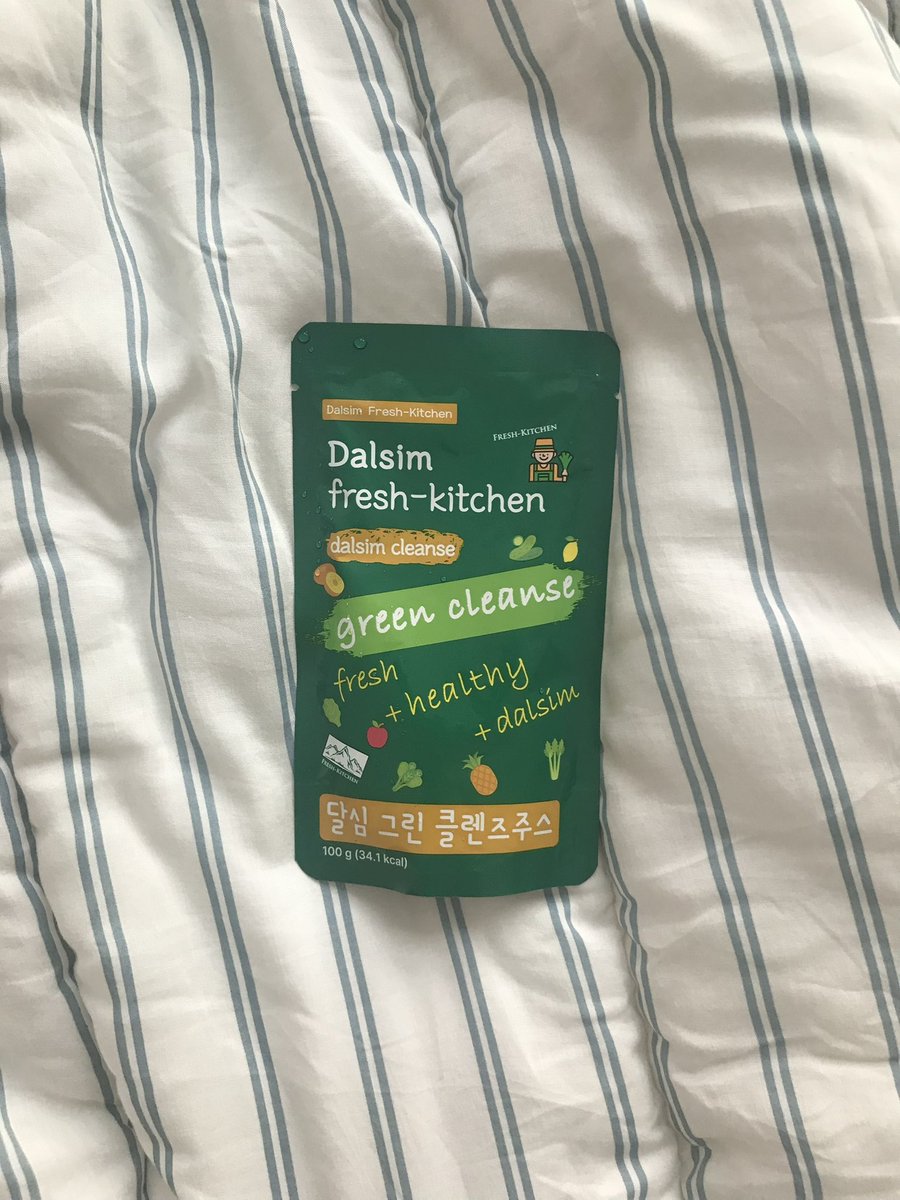 Dalsim Fresh-Kitchen
FRESH-KITCHEN
Dalsim
fresh-kitchen
dalsim cleanse
green cleanse
fresh
+healthy
+dalsim
FRESH-KITCHEN
달심 그린 클렌즈주스
100 g (34.1 kcal)